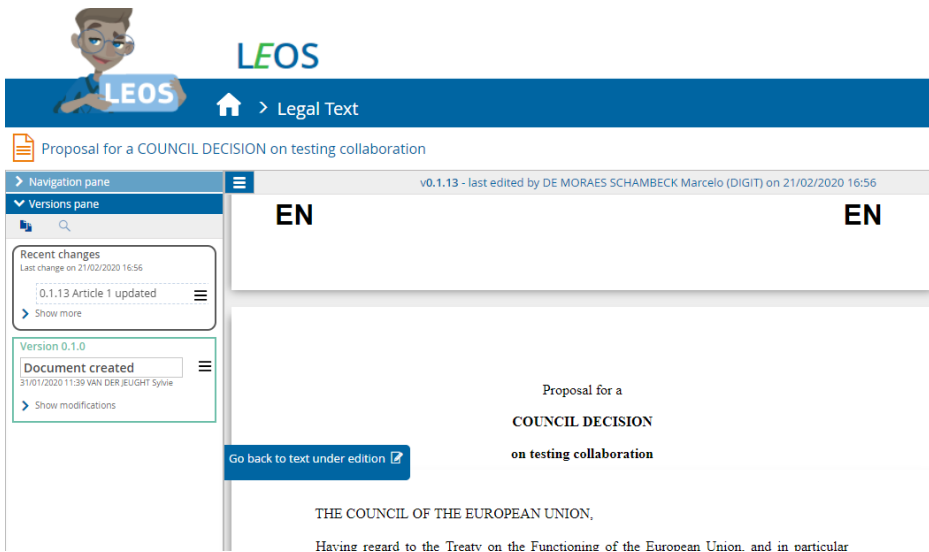 LEOS
LEOS
> Legal Text
Proposal for a COUNCIL DECISION on testing collaboration
Navigation pane
v0.1.13 - last edited by DE MORAES SCHAMBECK Marcelo (DIGIT) on 21/02/2020 16:56
Versions pane
EN EN
Recent changes
Last change on 21/02/2020 16:56
0.1.13 Article 1 updated
Show more
Version 0.1.0
Document created
31/01/2020 11:39 VAN DER JEUGHT Sylvie
Show modifications
Proposal for a
COUNCIL DECISION
on testing collaboration
Go back to text under edition
THE COUNCIL OF THE EUROPEAN UNION,
Having regard to the Treaty on the Functioning of the European Union, and in particular